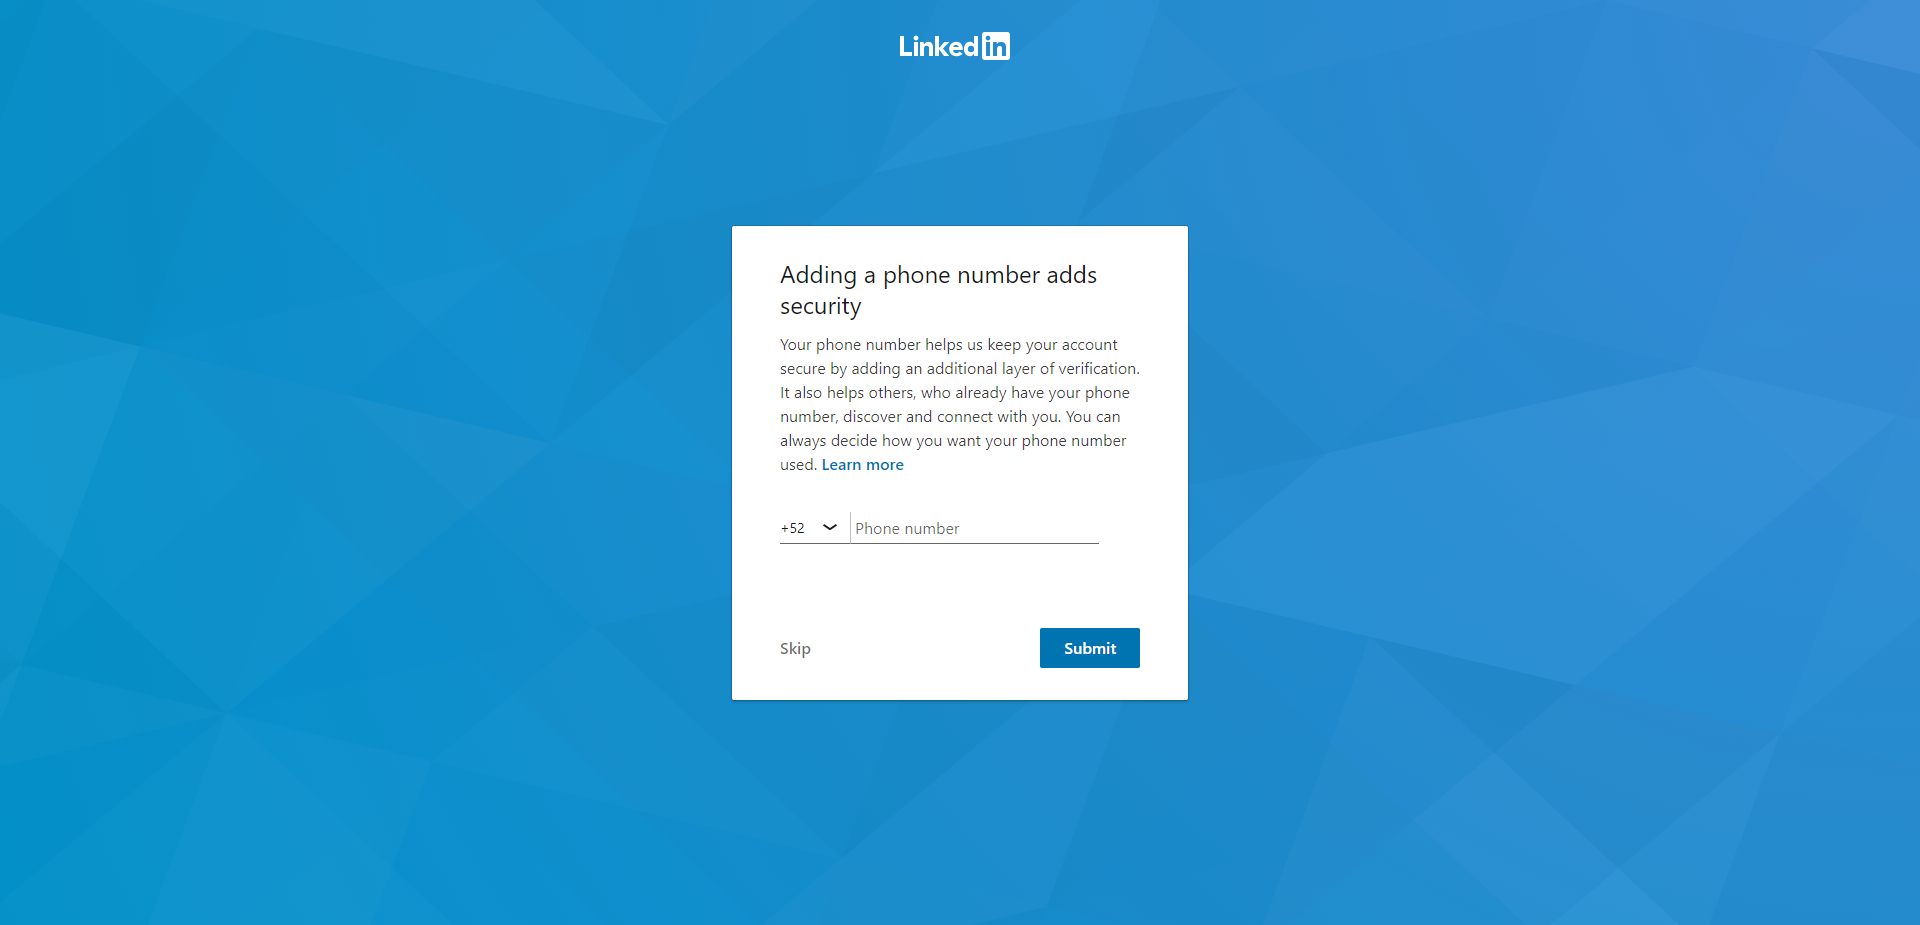 Linkedin
Adding a phone number adds
security
Your phone number helps us keep your account
secure by adding an additional layer of verification.
It also helps others, who already have your phone
number, discover and connect with you. You can
always decide how you want your phone number
used. Learn more
+52 Phone number
Skip Submit